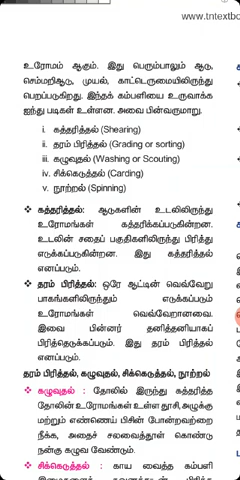 www.tntextbo
உரோமம் ஆகும். இது பெரும்பாலும் ஆடு,
செம்மறிஆடு, முயல், காட்டெருமையிலிருந்து
பெறப்படுகிறது. இந்தக் கம்பளியை உருவாக்க
ஐந்து படிகள் உள்ளன. அவை பின்வருமாறு.
i. கத்தரித்தல் (Shearing)
ii. தரம் பிரித்தல் (Grading or sorting)
iii. கழுவுதல் (Washing or Scouting)
iv. சிக்கெடுத்தல் (Carding)
v. நூற்றல் (Spinning)
❖ கத்தரித்தல்: ஆடுகளின் உடலிலிருந்து
உரோமங்கள் கத்தரிக்கப்படுகின்றன.
உடலின் சதைப் பகுதிகளிலிருந்து பிரித்து
எடுக்கப்படுகின்றன. இது கத்தரித்தல்
எனப்படும்.
❖ தரம் பிரித்தல்: ஒரே ஆட்டின் வெவ்வேறு
பாகங்களிலிருந்தும் எடுக்கப்படும்
உரோமங்கள் வெவ்வேறானவை.
இவை பின்னர் தனித்தனியாகப்
பிரித்தெடுக்கப்படும். இது தரம் பிரித்தல்
எனப்படும்.
தரம் பிரித்தல், கழுவுதல், சிக்கெடுத்தல், நூற்றல்
❖ கழுவுதல் : தோலில் இருந்து கத்தரித்த
தோலின் உரோமங்கள் உள்ள தூசி, அழுக்கு
மற்றும் எண்ணெய் பிசின் போன்றவற்றை
நீக்க, அதைச் சலவைத்தூள் கொண்டு
நன்கு கழுவ வேண்டும்.
❖ சிக்கெடுத்தல் : காய வைத்த கம்பளி